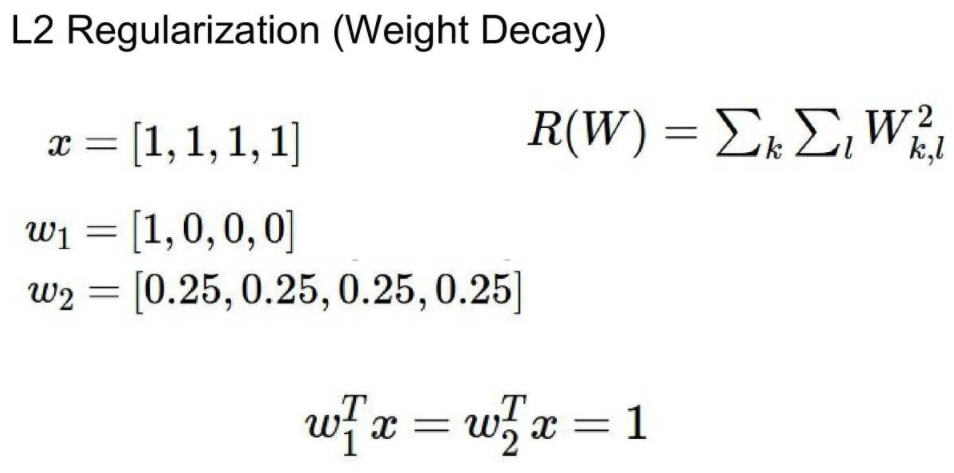 L2 Regularization (Weight Decay)
x = [1, 1, 1, 1]
R(W) = ∑ₖ ∑ₗ W²ₖ,ₗ
w₁ = [1, 0, 0, 0]
w₂ = [0.25, 0.25, 0.25, 0.25]
w₁ᵀx = w₂ᵀx = 1